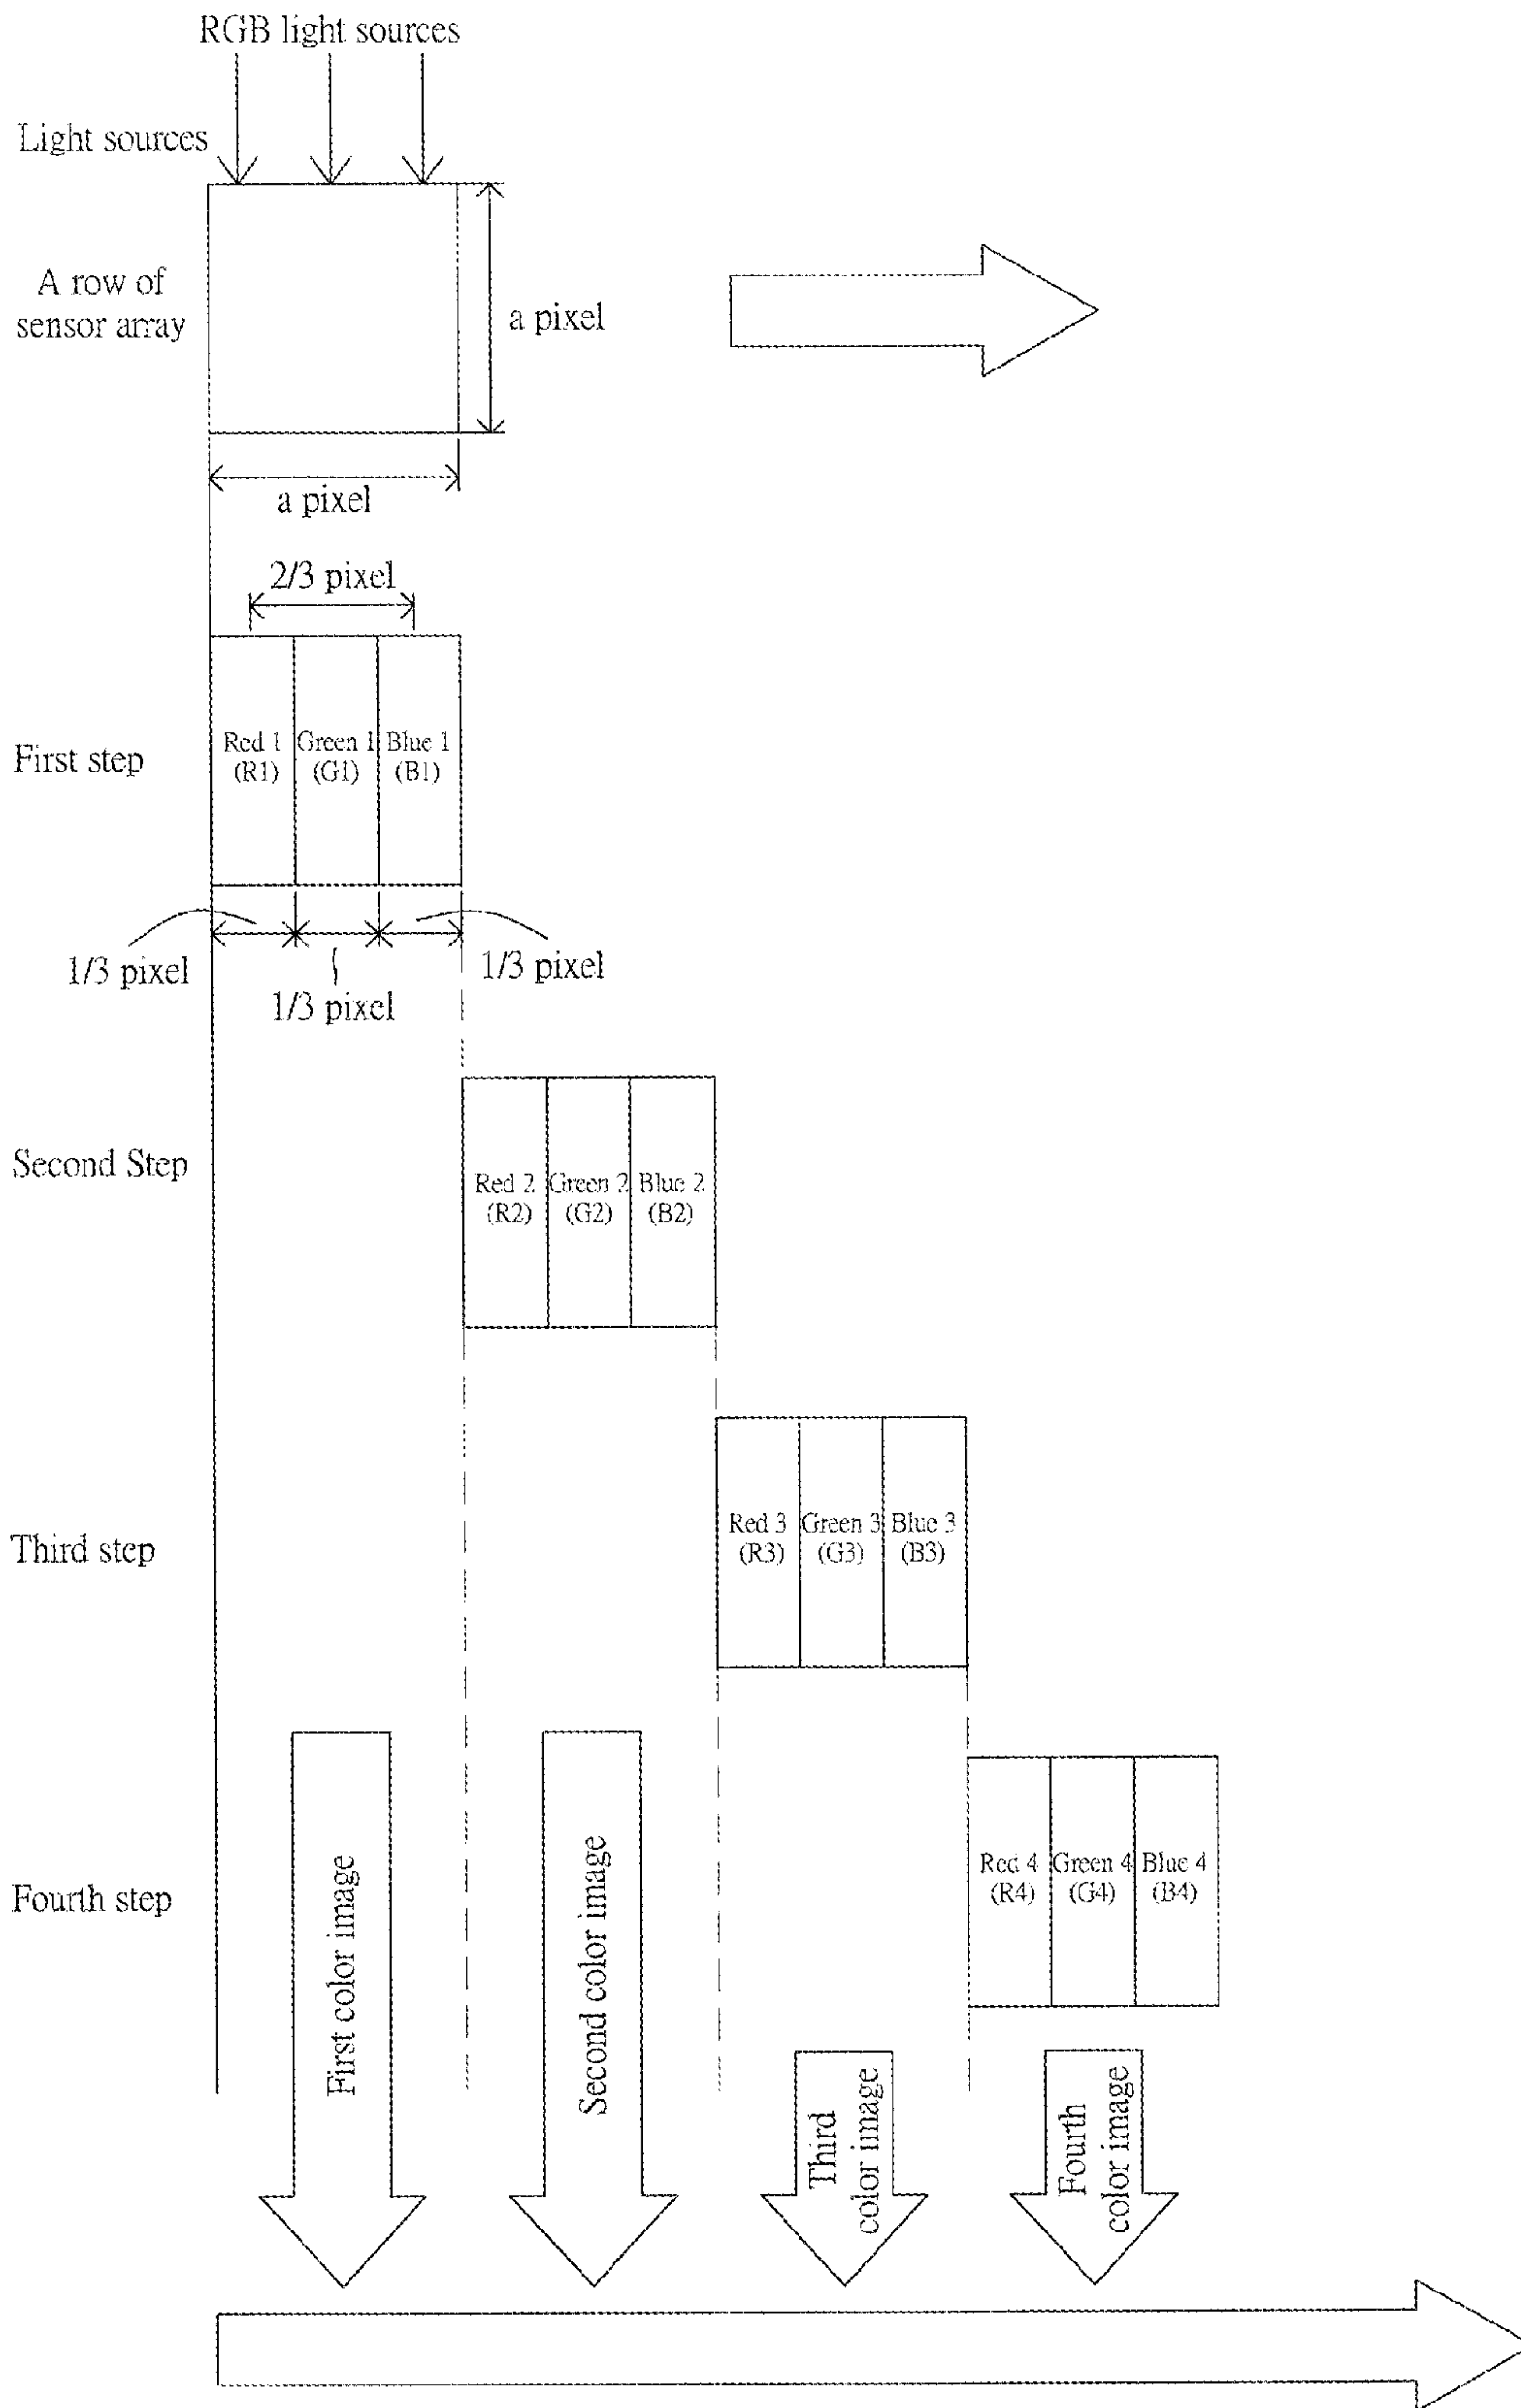 RGB light sources
Light sources
A row of
sensor array
a pixel
a pixel
2/3 pixel
First step
Red 1
(R1)
Green 1
(G1)
Blue 1
(B1)
1/3 pixel
1/3 pixel
1/3 pixel
Second Step
Red 2
(R2)
Green 2
(G2)
Blue 2
(B2)
Third step
Red 3
(R3)
Green 3
(G3)
Blue 3
(B3)
Fourth step
Red 4
(R4)
Green 4
(G4)
Blue 4
(B4)
First color image
Second color image
Third
color image
Fourth
color image